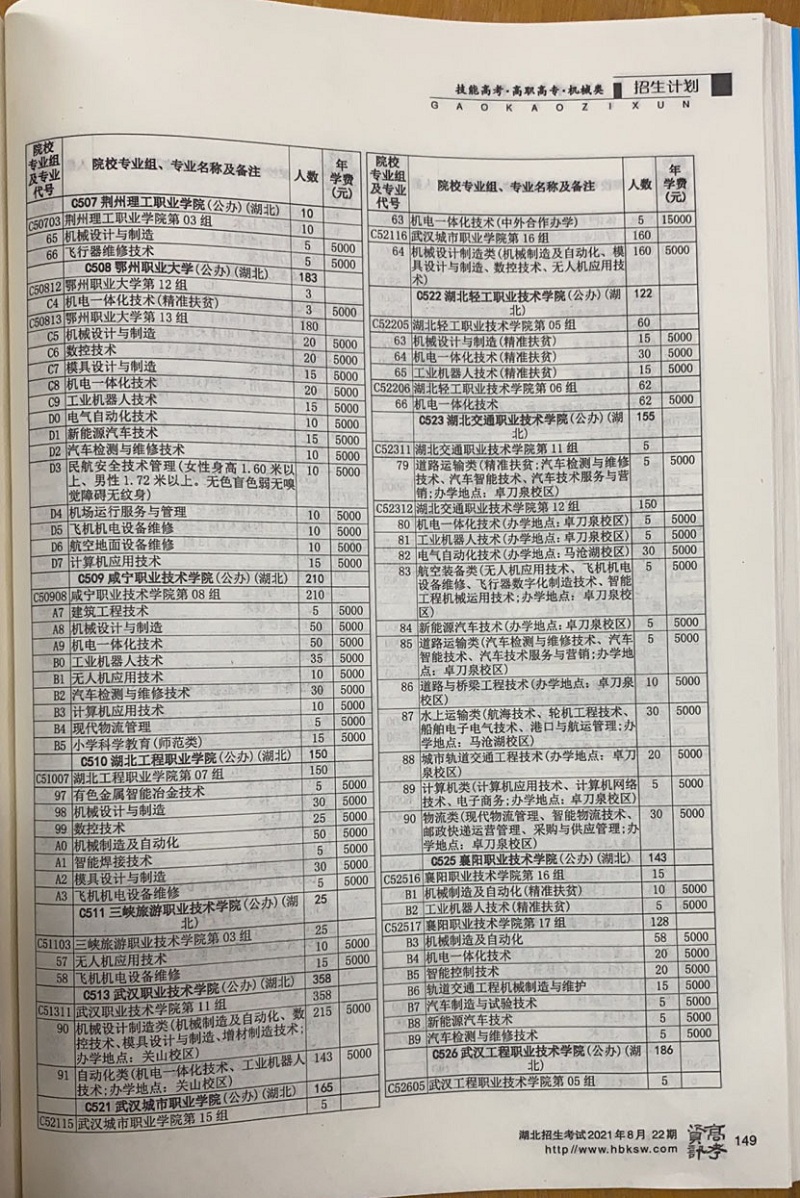 技能高考·高职高专·机械类 招生计划
GAOKAOZIXUN
院校专业组及专业代号 院校专业组、专业名称及备注 人数 年学费(元)
C507 荆州理工职业学院(公办)(湖北) 10
C50703 荆州理工职业学院第 03 组 10
65 机械设计与制造 5 5000
66 飞行器维修技术 5 5000
C508 鄂州职业大学(公办)(湖北) 183
C50812 鄂州职业大学第 12 组 3
C4 机电一体化技术(精准扶贫) 3 5000
C50813 鄂州职业大学第 13 组 180
C5 机械设计与制造 20 5000
C6 数控技术 20 5000
C7 模具设计与制造 15 5000
C8 机电一体化技术 20 5000
C9 工业机器人技术 15 5000
D0 电气自动化技术 10 5000
D1 新能源汽车技术 15 5000
D2 汽车检测与维修技术 10 5000
D3 民航安全技术管理(女性身高 1.60 米以 10 5000
上、男性 1.72 米以上。无色盲色弱无嗅
觉障碍无纹身)
D4 机场运行服务与管理 10 5000
D5 飞机机电设备维修 10 5000
D6 航空地面设备维修 10 5000
D7 计算机应用技术 15 5000
C509 咸宁职业技术学院(公办)(湖北) 210
C50908 咸宁职业技术学院第 08 组 210
A7 建筑工程技术 5 5000
A8 机械设计与制造 50 5000
A9 机电一体化技术 50 5000
B0 工业机器人技术 35 5000
B1 无人机应用技术 10 5000
B2 汽车检测与维修技术 30 5000
B3 计算机应用技术 10 5000
B4 现代物流管理 5 5000
B5 小学科学教育(师范类) 15 5000
C510 湖北工程职业学院(公办)(湖北) 150
C51007 湖北工程职业学院第 07 组 150
97 有色金属智能冶金技术 5 5000
98 机械设计与制造 30 5000
99 数控技术 25 5000
A0 机械制造及自动化 50 5000
A1 智能焊接技术 5 5000
A2 模具设计与制造 30 5000
A3 飞机机电设备维修 5 5000
C511 三峡旅游职业技术学院(公办)(湖 25
北)
C51103 三峡旅游职业技术学院第 03 组 25
57 无人机应用技术 10 5000
58 飞机机电设备维修 15 5000
C513 武汉职业技术学院(公办)(湖北) 358
C51311 武汉职业技术学院第 11 组 358
90 机械设计制造类(机械制造及自动化、数 215 5000
控技术、模具设计与制造、增材制造技术;
办学地点: 关山校区)
91 自动化类(机电一体化技术、工业机器人 143 5000
技术;办学地点: 关山校区)
C521 武汉城市职业学院(公办)(湖北) 165
C52115 武汉城市职业学院第 15 组 5
院校专业组及专业代号 院校专业组、专业名称及备注 人数 年学费(元)
63 机电一体化技术(中外合作办学) 5 15000
C52116 武汉城市职业学院第 16 组 160
64 机械设计制造类(机械制造及自动化、模 160 5000
具设计与制造、数控技术、无人机应用技
术)
C522 湖北轻工职业技术学院(公办)(湖 122
北)
C52205 湖北轻工职业技术学院第 05 组 60
63 机械设计与制造(精准扶贫) 15 5000
64 机电一体化技术(精准扶贫) 30 5000
65 工业机器人技术(精准扶贫) 15 5000
C52206 湖北轻工职业技术学院第 06 组 62
66 机电一体化技术 62 5000
C523 湖北交通职业技术学院(公办)(湖 155
北)
C52311 湖北交通职业技术学院第 11 组 5
79 道路运输类(精准扶贫;汽车检测与维修 5 5000
技术、汽车智能技术、汽车技术服务与营
销;办学地点: 卓刀泉校区)
C52312 湖北交通职业技术学院第 12 组 150
80 机电一体化技术(办学地点: 卓刀泉校区) 5 5000
81 工业机器人技术(办学地点: 卓刀泉校区) 5 5000
82 电气自动化技术(办学地点: 马沧湖校区) 30 5000
83 航空装备类(无人机应用技术、飞机机电 5 5000
设备维修、飞行器数字化制造技术、智能
工程机械运用技术;办学地点: 卓刀泉校
区)
84 新能源汽车技术(办学地点: 卓刀泉校区) 5 5000
85 道路运输类(汽车检测与维修技术、汽车 5 5000
智能技术、汽车技术服务与营销;办学地
点: 卓刀泉校区)
86 道路与桥梁工程技术(办学地点: 卓刀泉 10 5000
校区)
87 水上运输类(航海技术、轮机工程技术、 30 5000
船舶电子电气技术、港口与航运管理;办
学地点: 马沧湖校区)
88 城市轨道交通工程技术(办学地点: 卓刀 20 5000
泉校区)
89 计算机类(计算机应用技术、计算机网络 5 5000
技术、电子商务;办学地点: 卓刀泉校区)
90 物流类(现代物流管理、智能物流技术、 30 5000
邮政快递运营管理、采购与供应管理;办
学地点: 卓刀泉校区)
C525 襄阳职业技术学院(公办)(湖北) 143
C52516 襄阳职业技术学院第 16 组 15
B1 机械制造及自动化(精准扶贫) 10 5000
B2 工业机器人技术(精准扶贫) 5 5000
C52517 襄阳职业技术学院第 17 组 128
B3 机械制造及自动化 58 5000
B4 机电一体化技术 20 5000
B5 智能控制技术 20 5000
B6 轨道交通工程机械制造与维护 15 5000
B7 汽车制造与试验技术 5 5000
B8 新能源汽车技术 5 5000
B9 汽车检测与维修技术 5 5000
C526 武汉工程职业技术学院(公办)(湖 186
北)
C52605 武汉工程职业技术学院第 05 组 5
湖北招生考试2021年8月 22期
http://www.hbksw.com
高考资讯 149